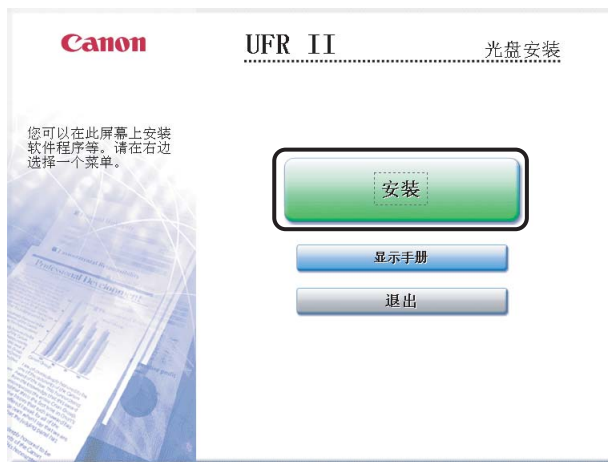 Canon
UFR II
光盘安装
您可以在此屏幕上安装
软件程序等。请在右边
选择一个菜单。
安装
显示手册
退出
Professional Development